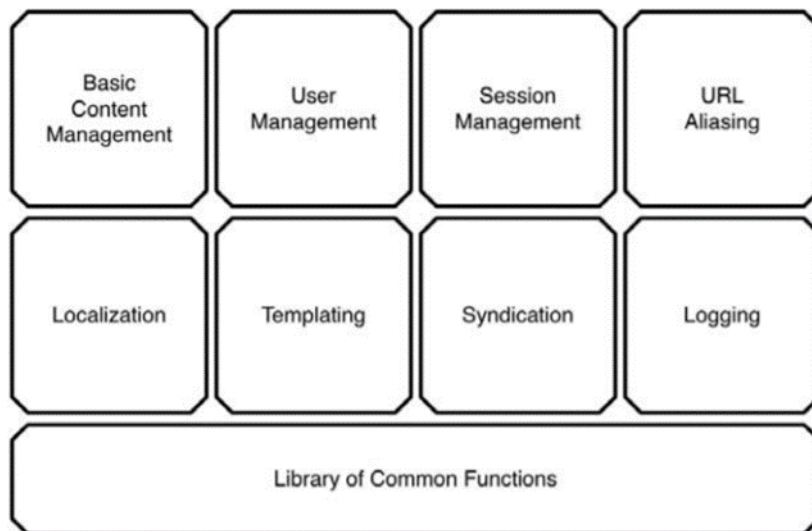 Basic
Content
Management
User
Management
Session
Management
URL
Aliasing
Localization
Templating
Syndication
Logging
Library of Common Functions